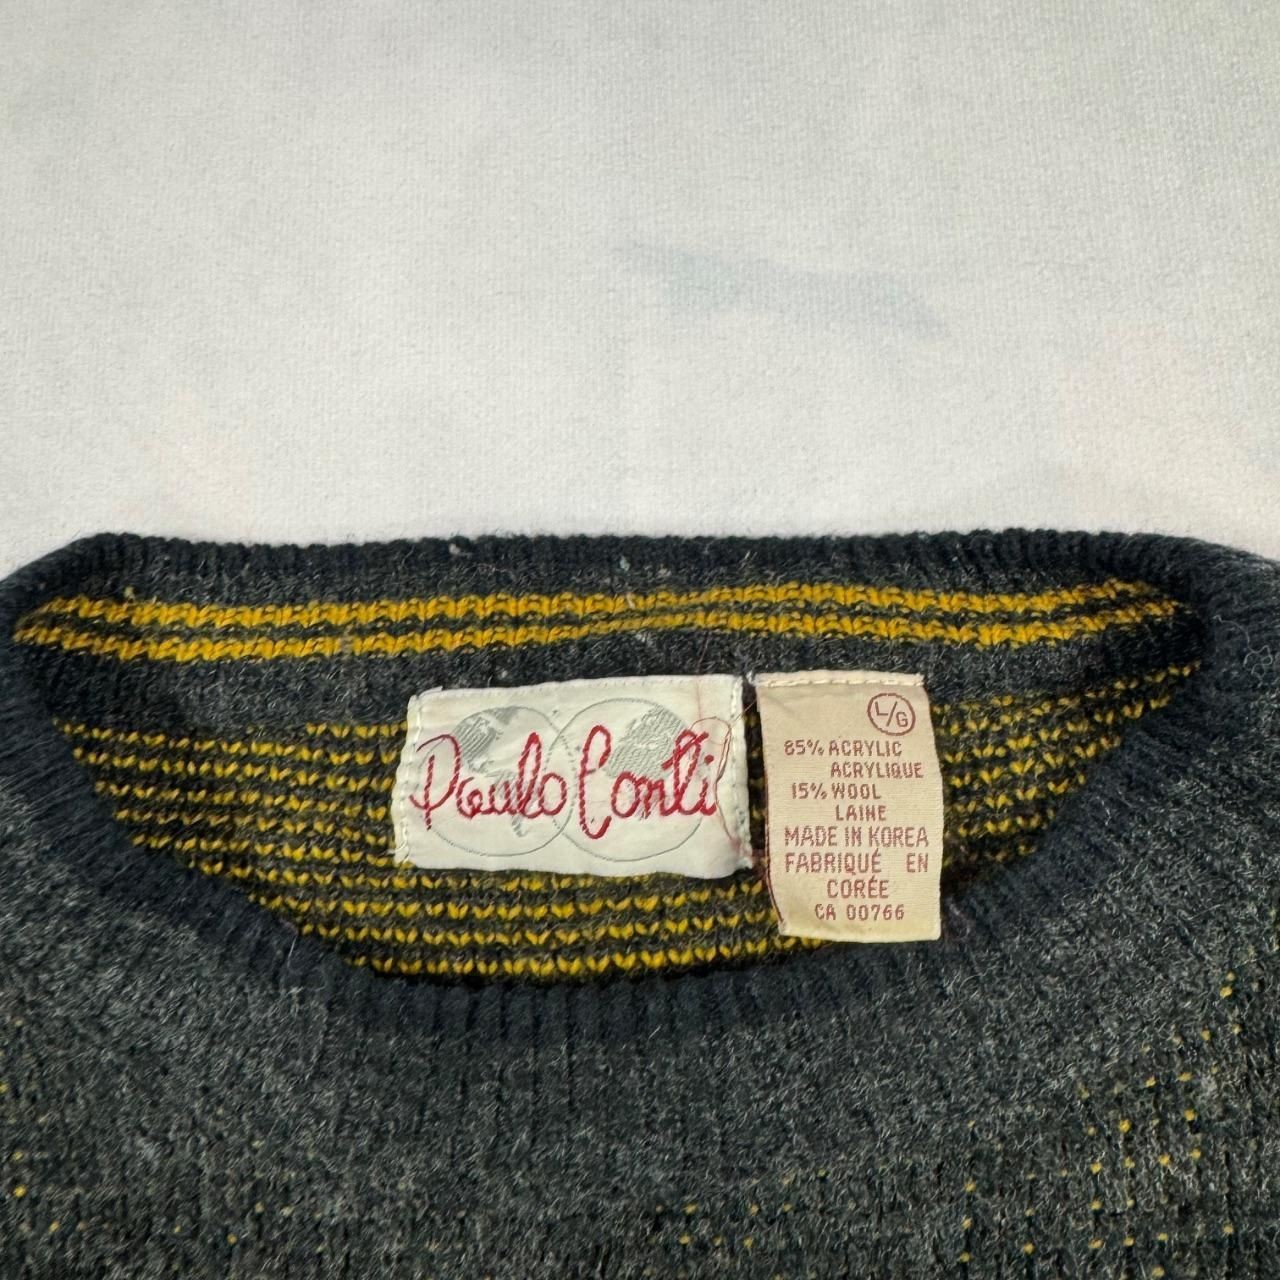 Paulo Conti
L/G
85% ACRYLIC
ACRYLIQUE
15% WOOL
LAINE
MADE IN KOREA
FABRIQUÉ EN
CORÉE
CA 00766